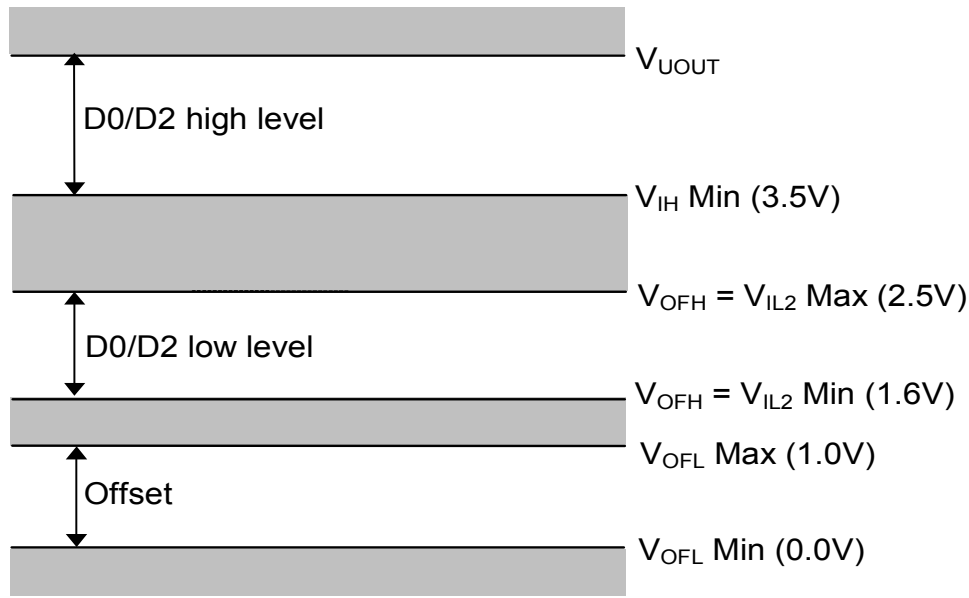 V_UOUT
D0/D2 high level
V_IH Min (3.5V)
V_OFH = V_IL2 Max (2.5V)
D0/D2 low level
V_OFH = V_IL2 Min (1.6V)
V_OFL Max (1.0V)
Offset
V_OFL Min (0.0V)